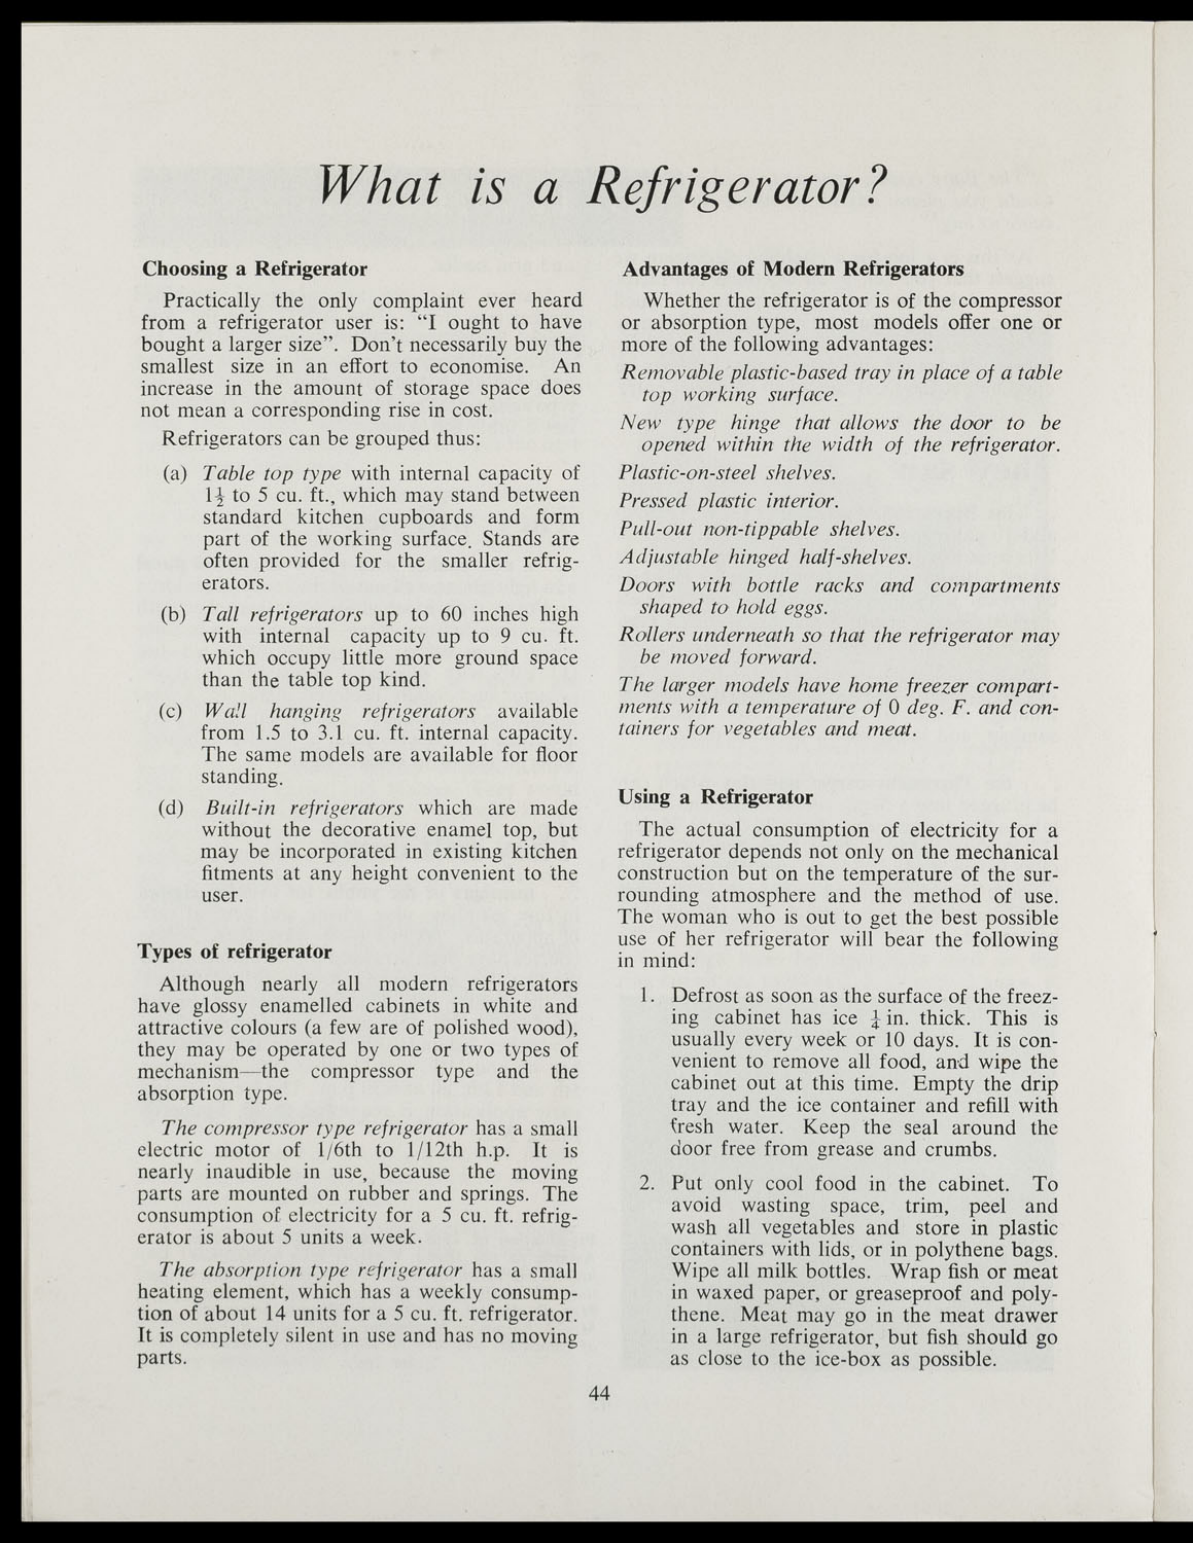 What is a Refrigerator?
Choosing a Refrigerator
Practically the only complaint ever heard
from a refrigerator user is: “I ought to have
bought a larger size”. Don't necessarily buy the
smallest size in an effort to economise. An
increase in the amount of storage space does
not mean a corresponding rise in cost.
Refrigerators can be grouped thus:
(a) Table top type with internal capacity of
1½ to 5 cu. ft., which may stand between
standard kitchen cupboards and form
part of the working surface. Stands are
often provided for the smaller refrig-
erators.
(b) Tall refrigerators up to 60 inches high
with internal capacity up to 9 cu. ft.
which occupy little more ground space
than the table top kind.
(c) Wall hanging refrigerators available
from 1.5 to 3.1 cu. ft. internal capacity.
The same models are available for floor
standing.
(d) Built-in refrigerators which are made
without the decorative enamel top, but
may be incorporated in existing kitchen
fitments at any height convenient to the
user.
Types of refrigerator
Although nearly all modern refrigerators
have glossy enamelled cabinets in white and
attractive colours (a few are of polished wood),
they may be operated by one or two types of
mechanism—the compressor type and the
absorption type.
The compressor type refrigerator has a small
electric motor of 1/6th to 1/12th h.p. It is
nearly inaudible in use, because the moving
parts are mounted on rubber and springs. The
consumption of electricity for a 5 cu. ft. refrig-
erator is about 5 units a week.
The absorption type refrigerator has a small
heating element, which has a weekly consump-
tion of about 14 units for a 5 cu. ft. refrigerator.
It is completely silent in use and has no moving
parts.
Advantages of Modern Refrigerators
Whether the refrigerator is of the compressor
or absorption type, most models offer one or
more of the following advantages:
Removable plastic-based tray in place of a table
top working surface.
New type hinge that allows the door to be
opened within the width of the refrigerator.
Plastic-on-steel shelves.
Pressed plastic interior.
Pull-out non-tippable shelves.
Adjustable hinged half-shelves.
Doors with bottle racks and compartments
shaped to hold eggs.
Rollers underneath so that the refrigerator may
be moved forward.
The larger models have home freezer compart-
ments with a temperature of 0 deg. F. and con-
tainers for vegetables and meat.
Using a Refrigerator
The actual consumption of electricity for a
refrigerator depends not only on the mechanical
construction but on the temperature of the sur-
rounding atmosphere and the method of use.
The woman who is out to get the best possible
use of her refrigerator will bear the following
in mind:
1. Defrost as soon as the surface of the freez-
ing cabinet has ice ¼ in. thick. This is
usually every week or 10 days. It is con-
venient to remove all food, and wipe the
cabinet out at this time. Empty the drip
tray and the ice container and refill with
fresh water. Keep the seal around the
door free from grease and crumbs.
2. Put only cool food in the cabinet. To
avoid wasting space, trim, peel and
wash all vegetables and store in plastic
containers with lids, or in polythene bags.
Wipe all milk bottles. Wrap fish or meat
in waxed paper, or greaseproof and poly-
thene. Meat may go in the meat drawer
in a large refrigerator, but fish should go
as close to the ice-box as possible.
44